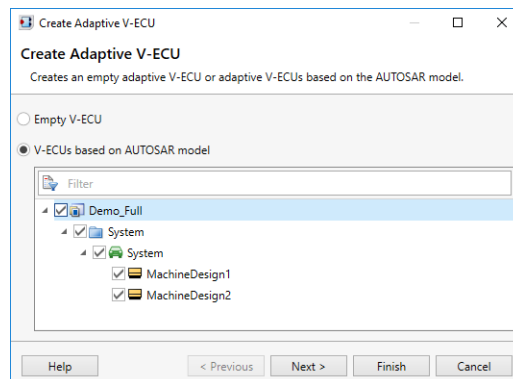 Create Adaptive V-ECU
Create Adaptive V-ECU
Creates an empty adaptive V-ECU or adaptive V-ECUs based on the AUTOSAR model.
Empty V-ECU
V-ECUs based on AUTOSAR model
Filter
Demo_Full
System
System
MachineDesign1
MachineDesign2
Help < Previous Next > Finish Cancel